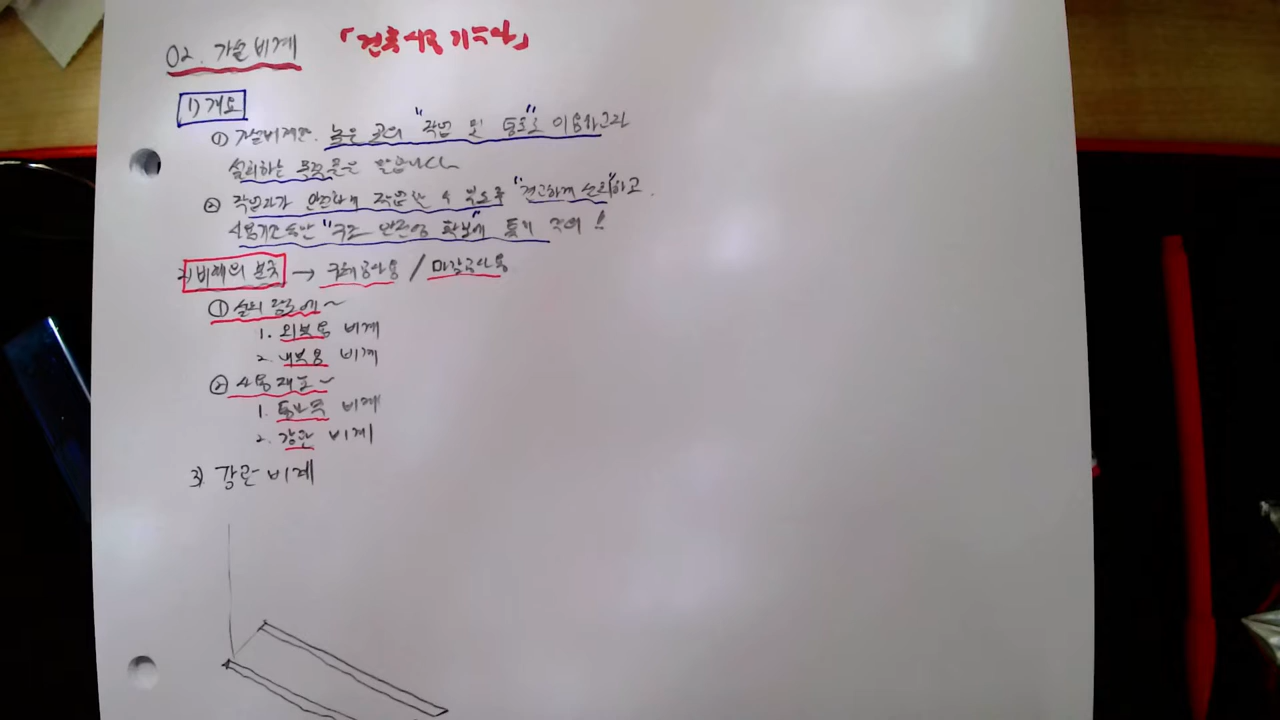 02. 가설비계 「건축시공기술사」
1) 개요
① 가설비계란, 높은 곳의 "작업 및 통로"로 이용하고자
설치하는 것을 말합니다
② 작업자가 안전하게 작업할 수 있도록 "견고하게 설치"하고,
사용기간동안 "구조 안전성 확보"에 특히 주의!!
2) 비계의 분류 → 구체공사용 / 마감공사용
① 설치 장소에~
1. 외부용 비계
2. 내부용 비계
② 사용재료~
1. 통나무 비계
2. 강관 비계
3) 강관비계